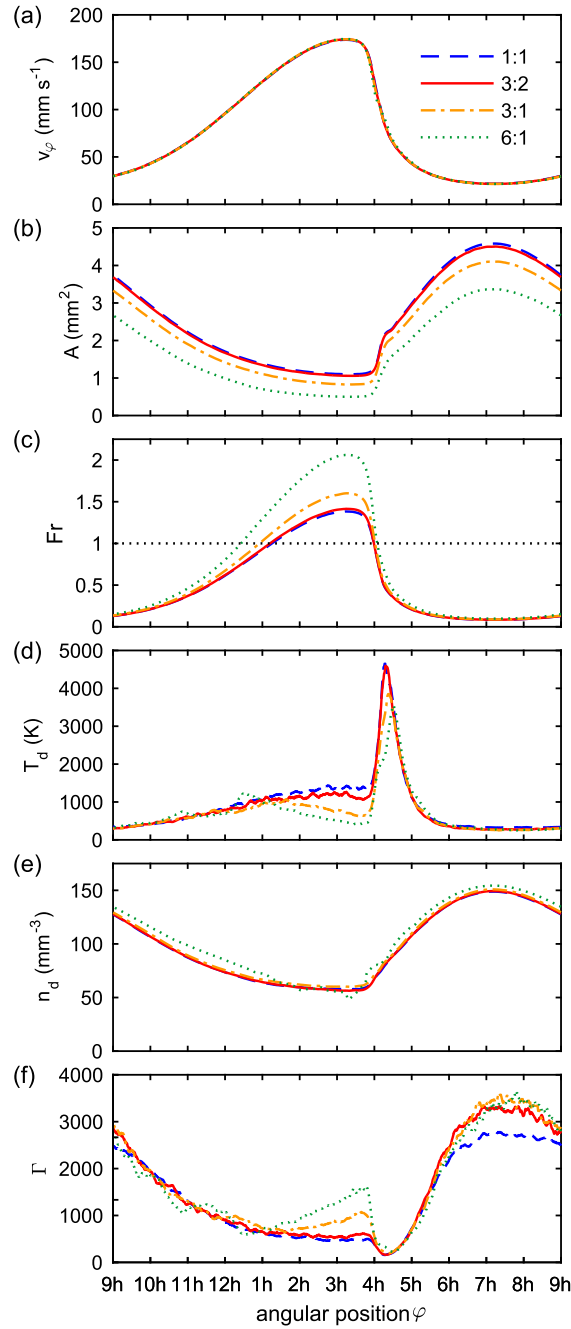 (a)
200
150
100
50
0
v_φ (mm s⁻¹)
1:1
3:2
3:1
6:1
(b)
5
4
3
2
1
0
A (mm²)
(c)
2
1.5
1
0.5
0
Fr
(d)
5000
4000
3000
2000
1000
0
T_d (K)
(e)
150
100
50
0
n_d (mm⁻³)
(f)
4000
3000
2000
1000
0
Γ
9h 10h 11h 12h 1h 2h 3h 4h 5h 6h 7h 8h 9h
angular position φ